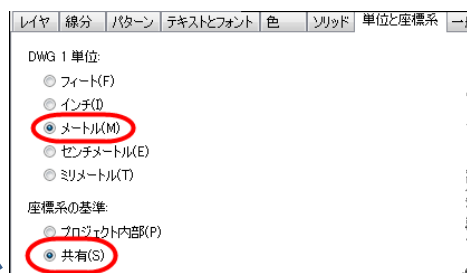 レイヤ 線分 パターン テキストとフォント 色 ソリッド 単位と座標系 一
DWG 1 単位:
フィート(F)
インチ(I)
メートル(M)
センチメートル(E)
ミリメートル(T)
座標系の基準:
プロジェクト内部(P)
共有(S)